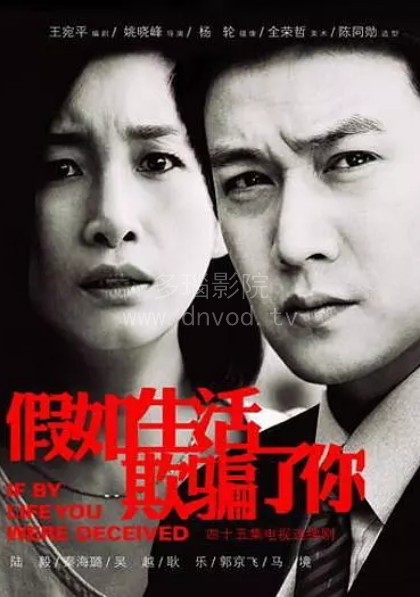 王宛平编剧/姚晓峰导演/杨 轮摄像/全荣哲美术/陈同勋造型
多瑙影院
www.dnvod.tv
假如生活
欺骗了你
IF BY
LIFE YOU
WERE DECEIVED
四十五集电视连续剧
陆 毅/秦海璐/吴 越/耿 乐/郭京飞/马 境